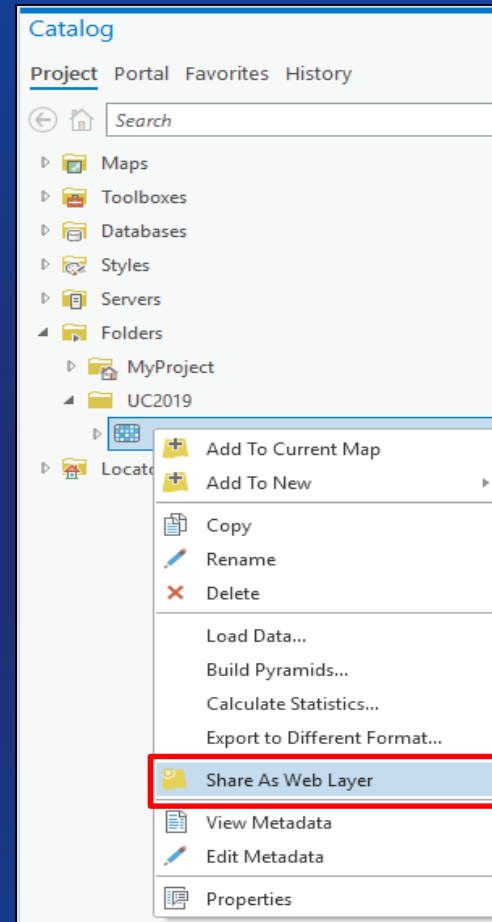 Catalog
Project Portal Favorites History
Search
Maps
Toolboxes
Databases
Styles
Servers
Folders
MyProject
UC2019
Add To Current Map
Add To New
Copy
Rename
Delete
Load Data...
Build Pyramids...
Calculate Statistics...
Export to Different Format...
Share As Web Layer
View Metadata
Edit Metadata
Properties